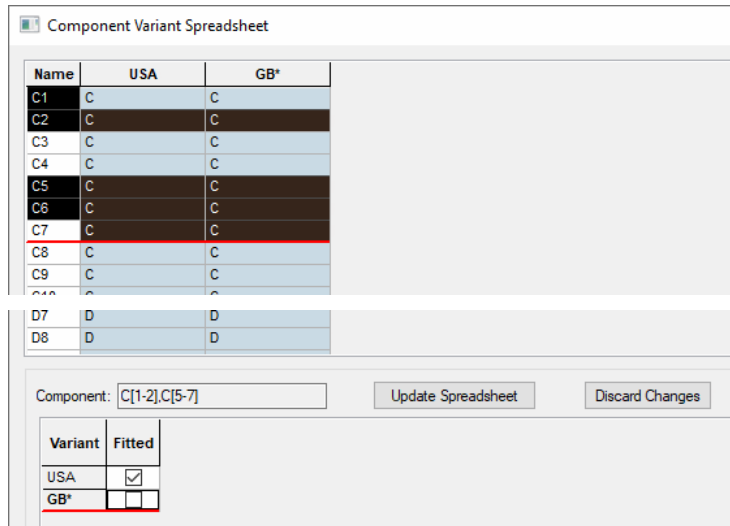 Component Variant Spreadsheet
Name USA GB*
C1 C C
C2 C C
C3 C C
C4 C C
C5 C C
C6 C C
C7 C C
C8 C C
C9 C C
D7 D D
D8 D D
Component: C[1-2],C[5-7] Update Spreadsheet Discard Changes
Variant Fitted
USA
GB*